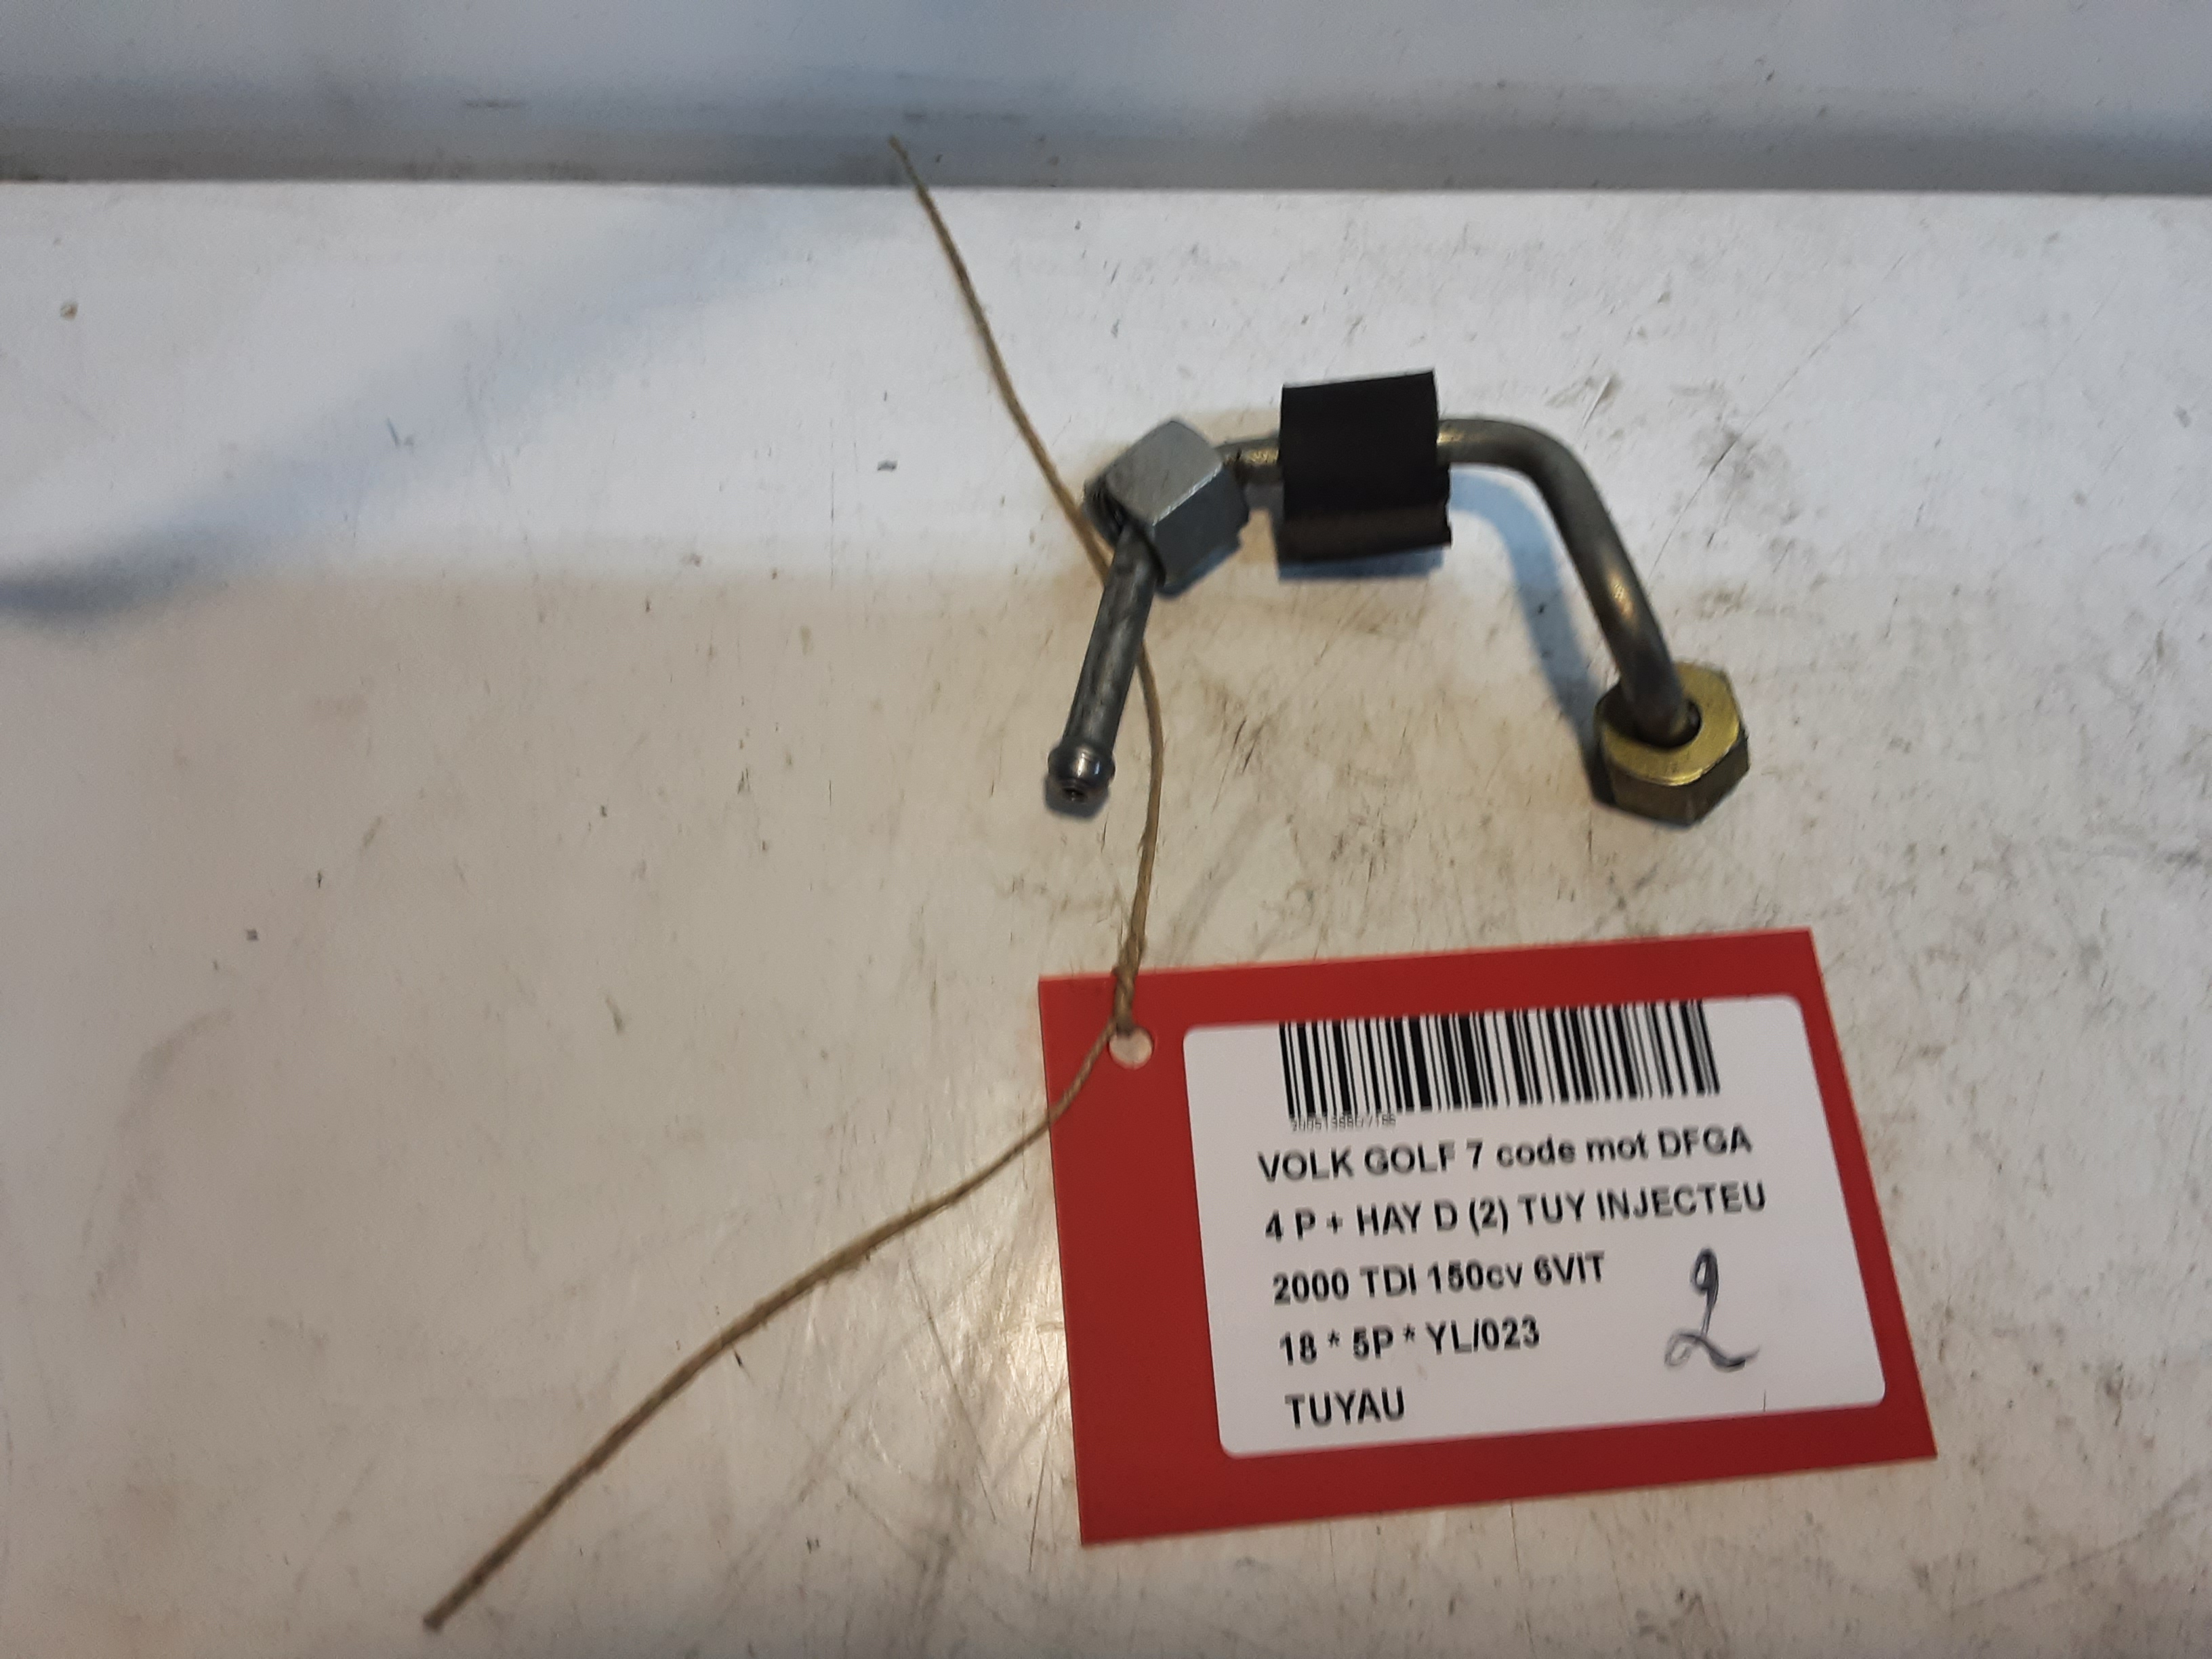 VOLK GOLF 7 code mot DFGA
4 P + HAY D (2) TUY INJECTEU
2000 TDI 150cv 6VIT
18 * 5P * YL/023
2
TUYAU